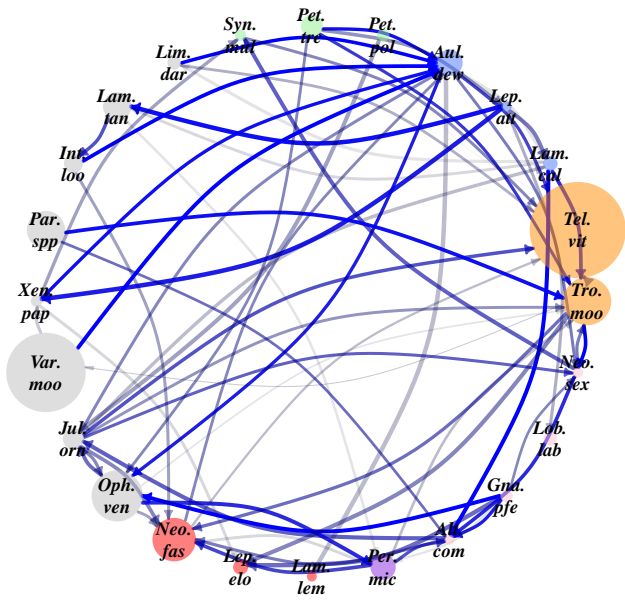 Pet.
tre
Pet.
pol
Syn.
mul
Aul.
dew
Lim.
dar
Lep.
att
Lam.
tan
Lam.
cal
Int.
loo
Tel.
vit
Par.
spp
Tro.
moo
Xen.
pap
Neo.
sex
Var.
moo
Lob.
lab
Jul.
orn
Gna.
pfe
Oph.
ven
Alt.
com
Neo.
fas
Per.
mic
Lep.
elo
Lam.
lem